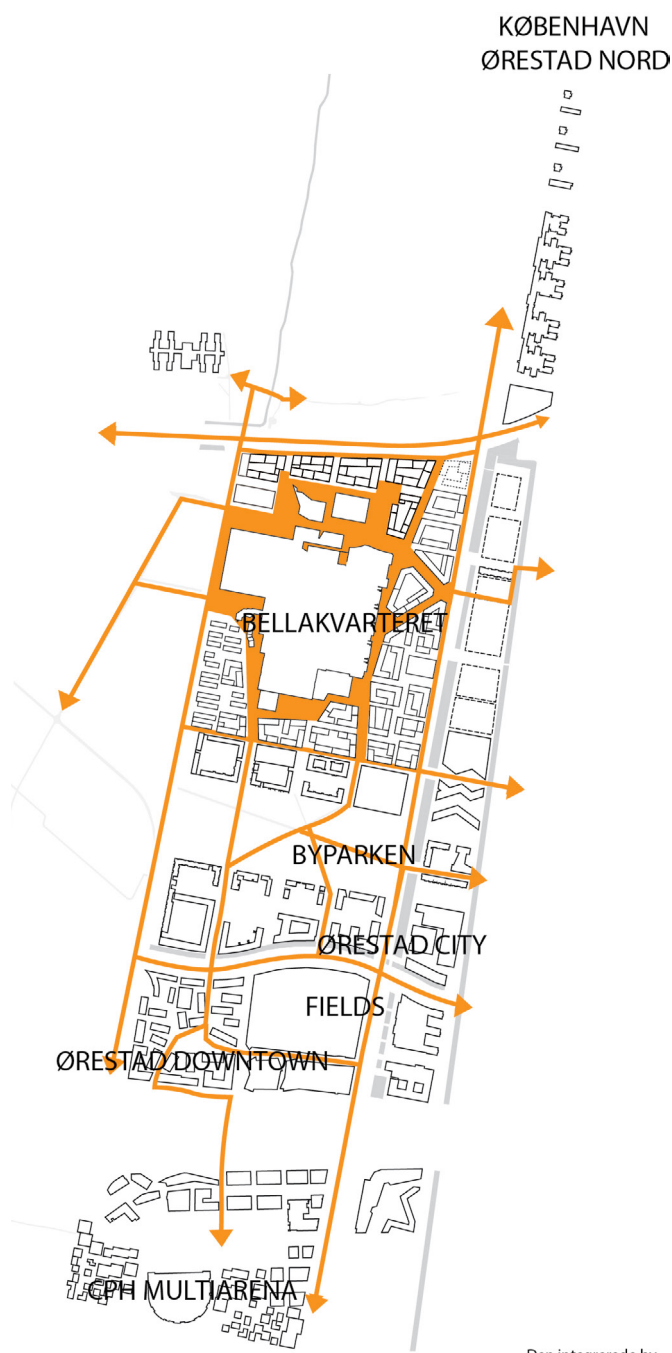 KØBENHAVN
ØRESTAD NORD
BELLAKVARTERET
BYPARKEN
ØRESTAD CITY
FIELDS
ØRESTAD DOWNTOWN
CPH MULTIARENA